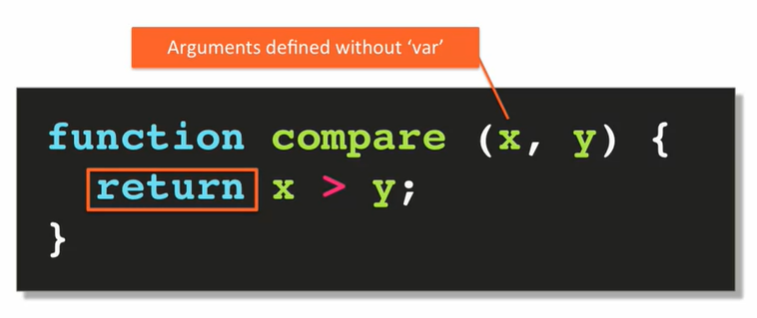 Arguments defined without ‘var’
function compare (x, y) {
return x > y;
}